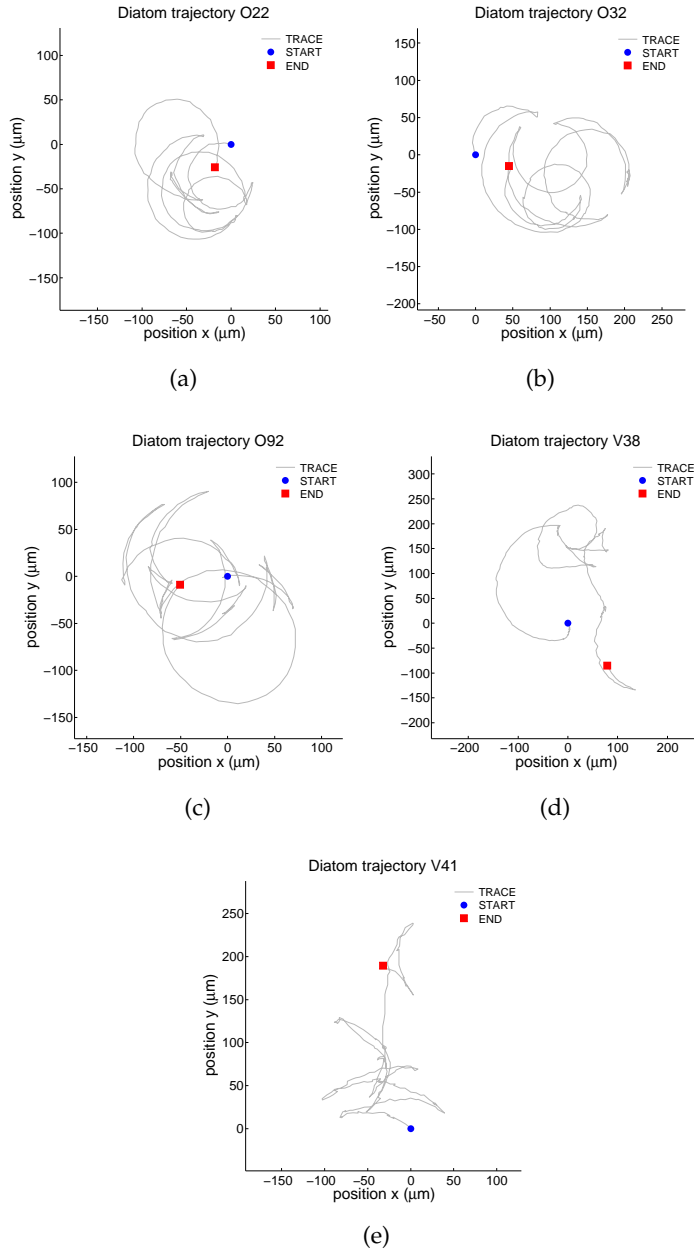 Diatom trajectory O22
TRACE
START
END
100
50
0
−50
−100
−150
position y (μm)
−150 −100 −50 0 50 100
position x (μm)
(a)
Diatom trajectory O32
TRACE
START
END
150
100
50
0
−50
−100
−150
−200
position y (μm)
−50 0 50 100 150 200 250
position x (μm)
(b)
Diatom trajectory O92
TRACE
START
END
100
50
0
−50
−100
−150
position y (μm)
−150 −100 −50 0 50 100
position x (μm)
(c)
Diatom trajectory V38
TRACE
START
END
300
250
200
150
100
50
0
−50
−100
−150
−200
position y (μm)
−200 −100 0 100 200
position x (μm)
(d)
Diatom trajectory V41
TRACE
START
END
250
200
150
100
50
0
position y (μm)
−150 −100 −50 0 50 100
position x (μm)
(e)